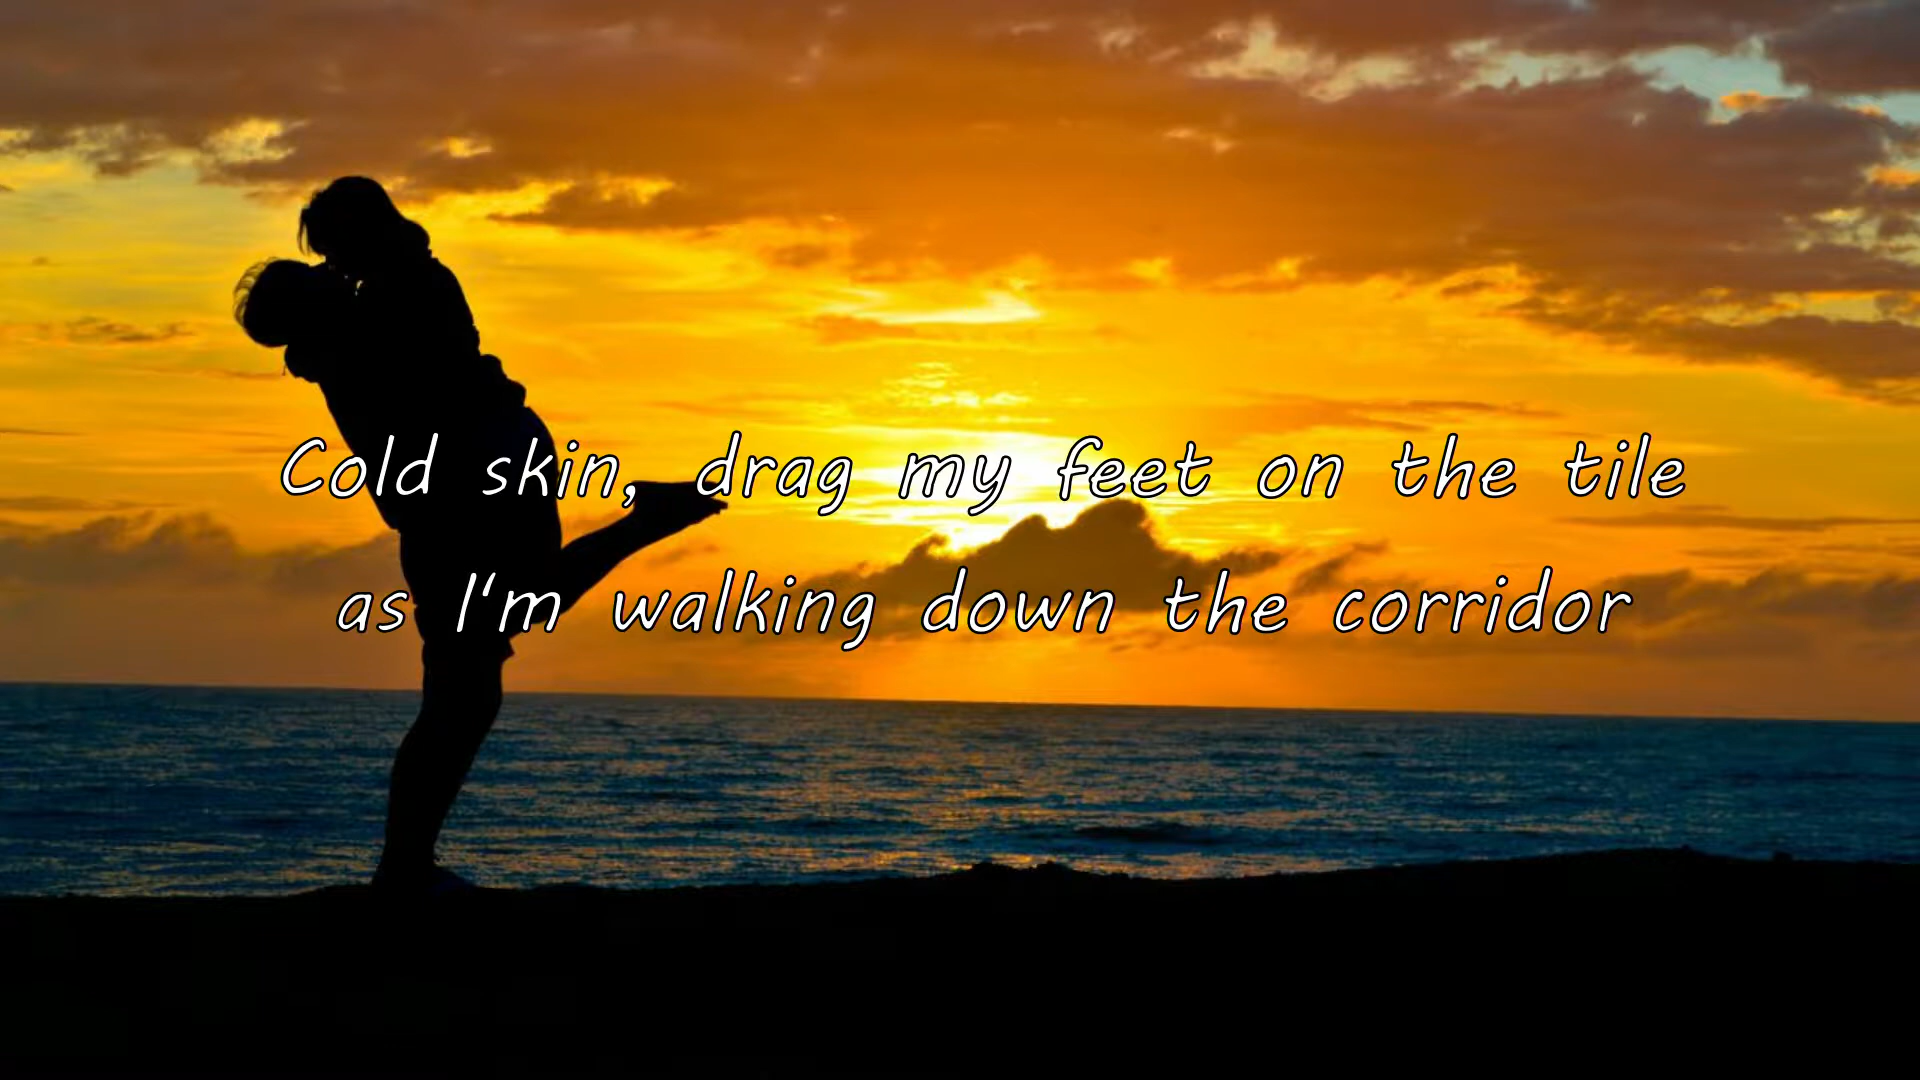 Cold skin, drag my feet on the tile
as I'm walking down the corridor